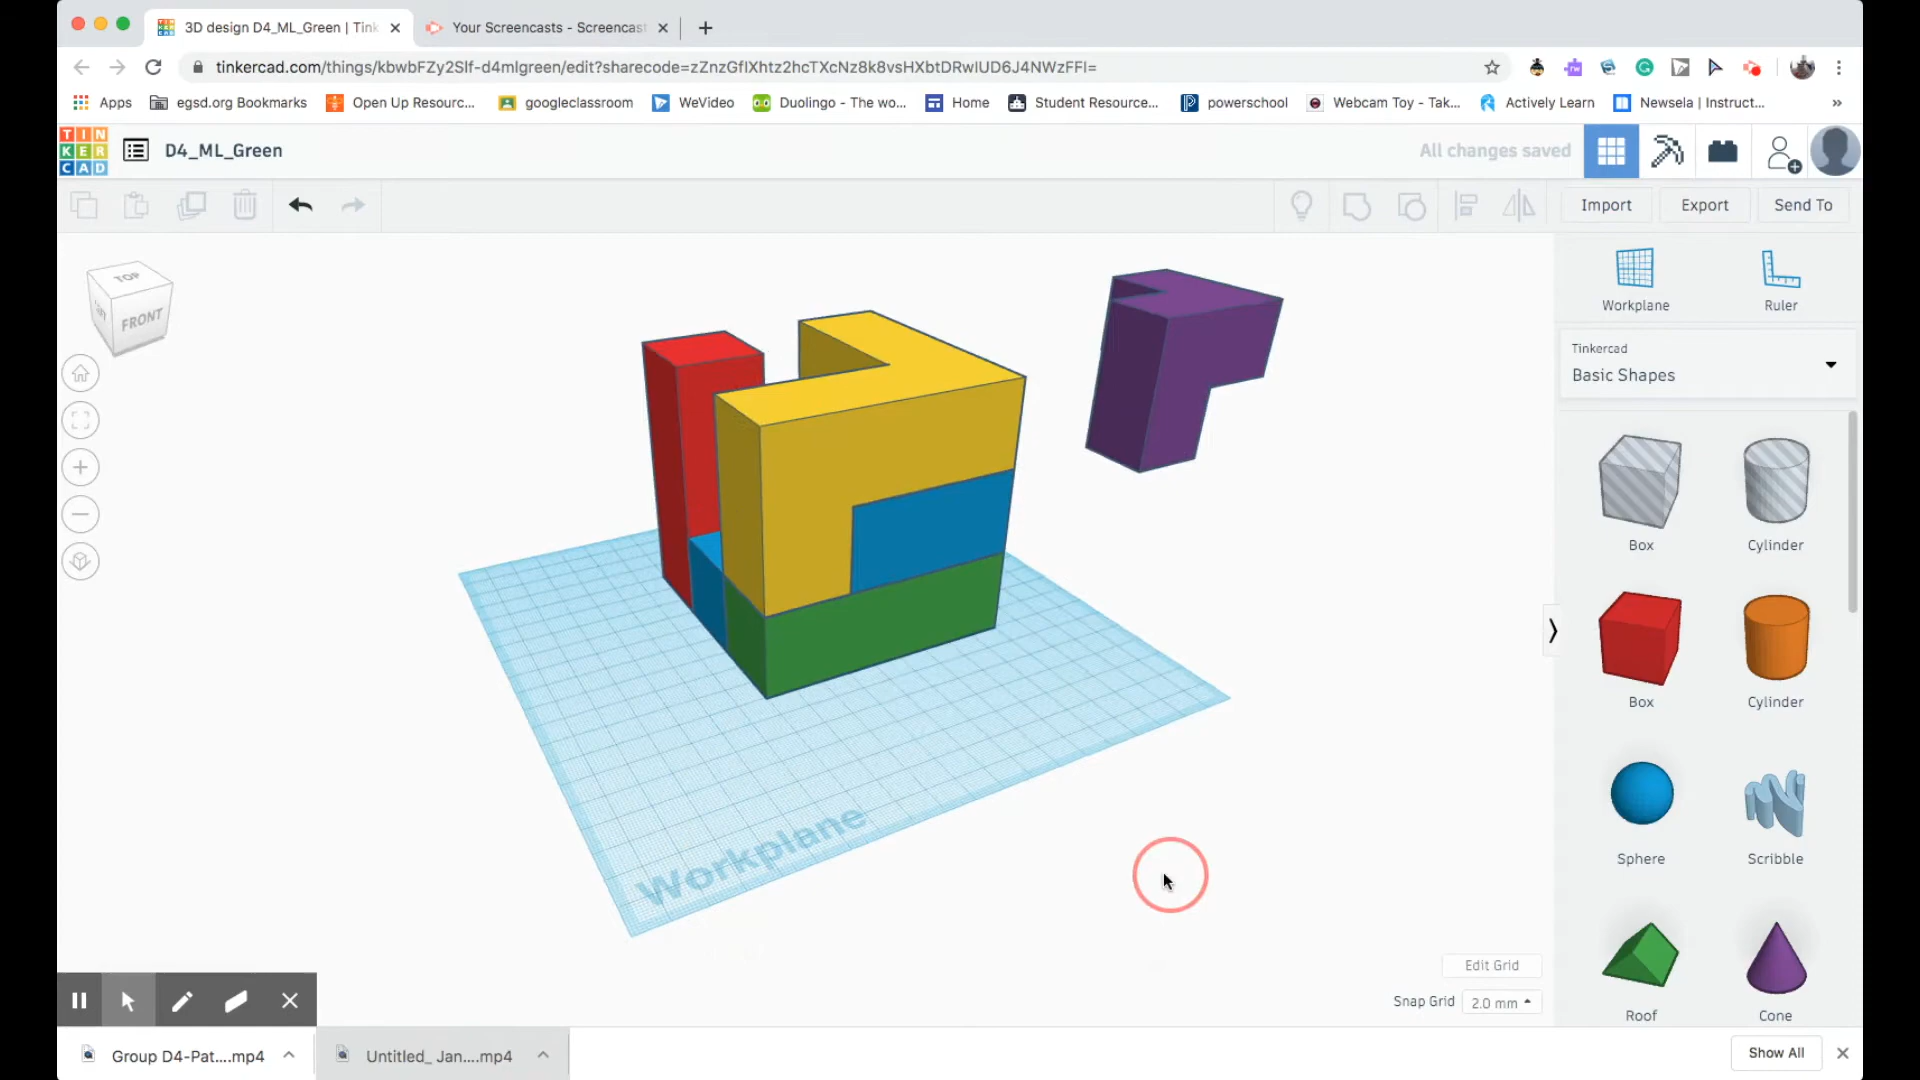 3D design D4_ML_Green | Tink
Your Screencasts - Screencast
tinkercad.com/things/kbwbFZy2Slf-d4mlgreen/edit?sharecode=zZnzGflXhtz2hcTXcNz8k8vsHXbtDRwlUD6J4NWzFFI=
Apps
egsd.org Bookmarks
Open Up Resourc...
googleclassroom
WeVideo
Duolingo - The wo...
Home
Student Resource...
powerschool
Webcam Toy - Tak...
Actively Learn
Newsela | Instruct...
TIN
KER
CAD
D4_ML_Green
All changes saved
Import
Export
Send To
TOP
FRONT
Workplane
Ruler
Tinkercad
Basic Shapes
Box
Cylinder
Box
Cylinder
Sphere
Scribble
Roof
Cone
Workplane
Edit Grid
Snap Grid
2.0 mm
Group D4-Pat....mp4
Untitled_ Jan....mp4
Show All